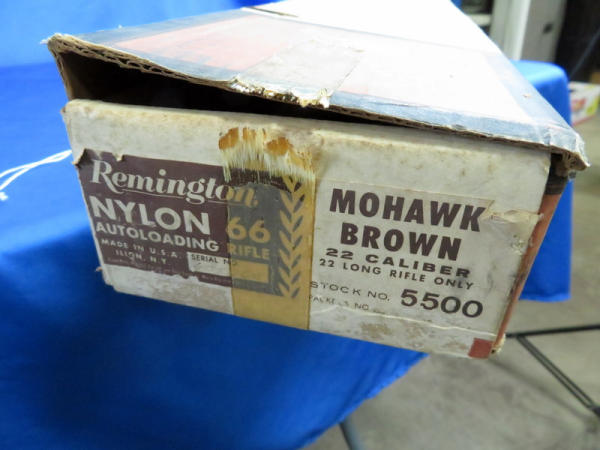 Remington
NYLON 66
AUTOLOADING RIFLE
MADE IN U.S.A.
ILION, N.Y.
SERIAL NO
MOHAWK
BROWN
22 CALIBER
22 LONG RIFLE ONLY
STOCK NO. 5500
NO.